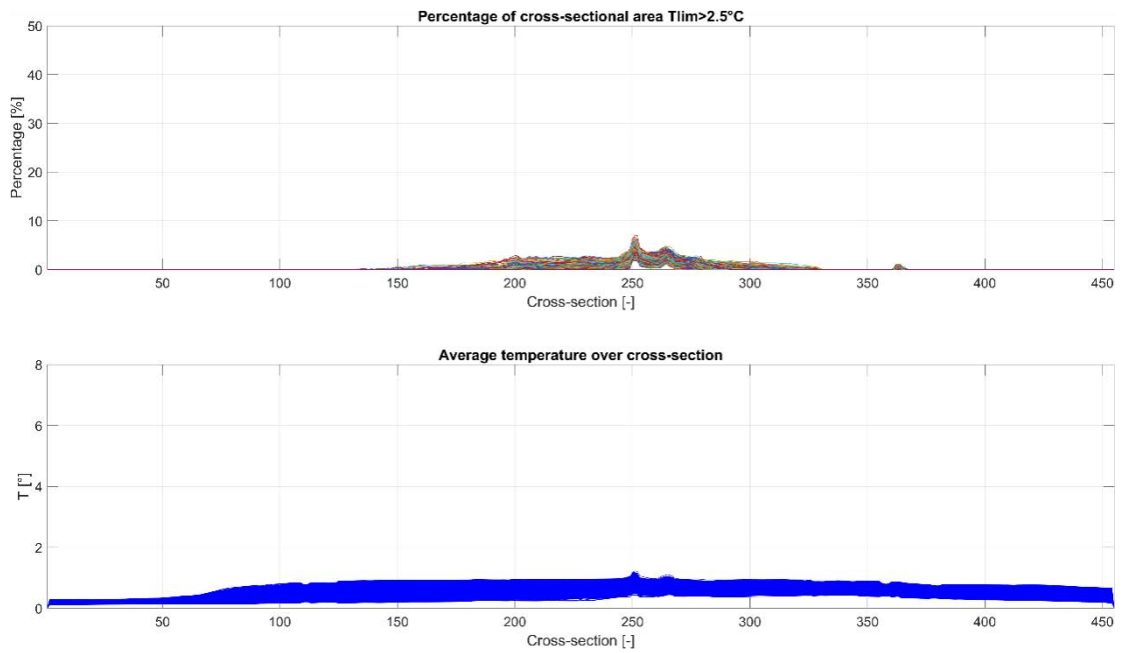 Percentage of cross-sectional area Tlim>2.5°C
50
40
30
20
10
0
Percentage [%]
50 100 150 200 250 300 350 400 450
Cross-section [-]
Average temperature over cross-section
8
6
4
2
0
T [°]
50 100 150 200 250 300 350 400 450
Cross-section [-]